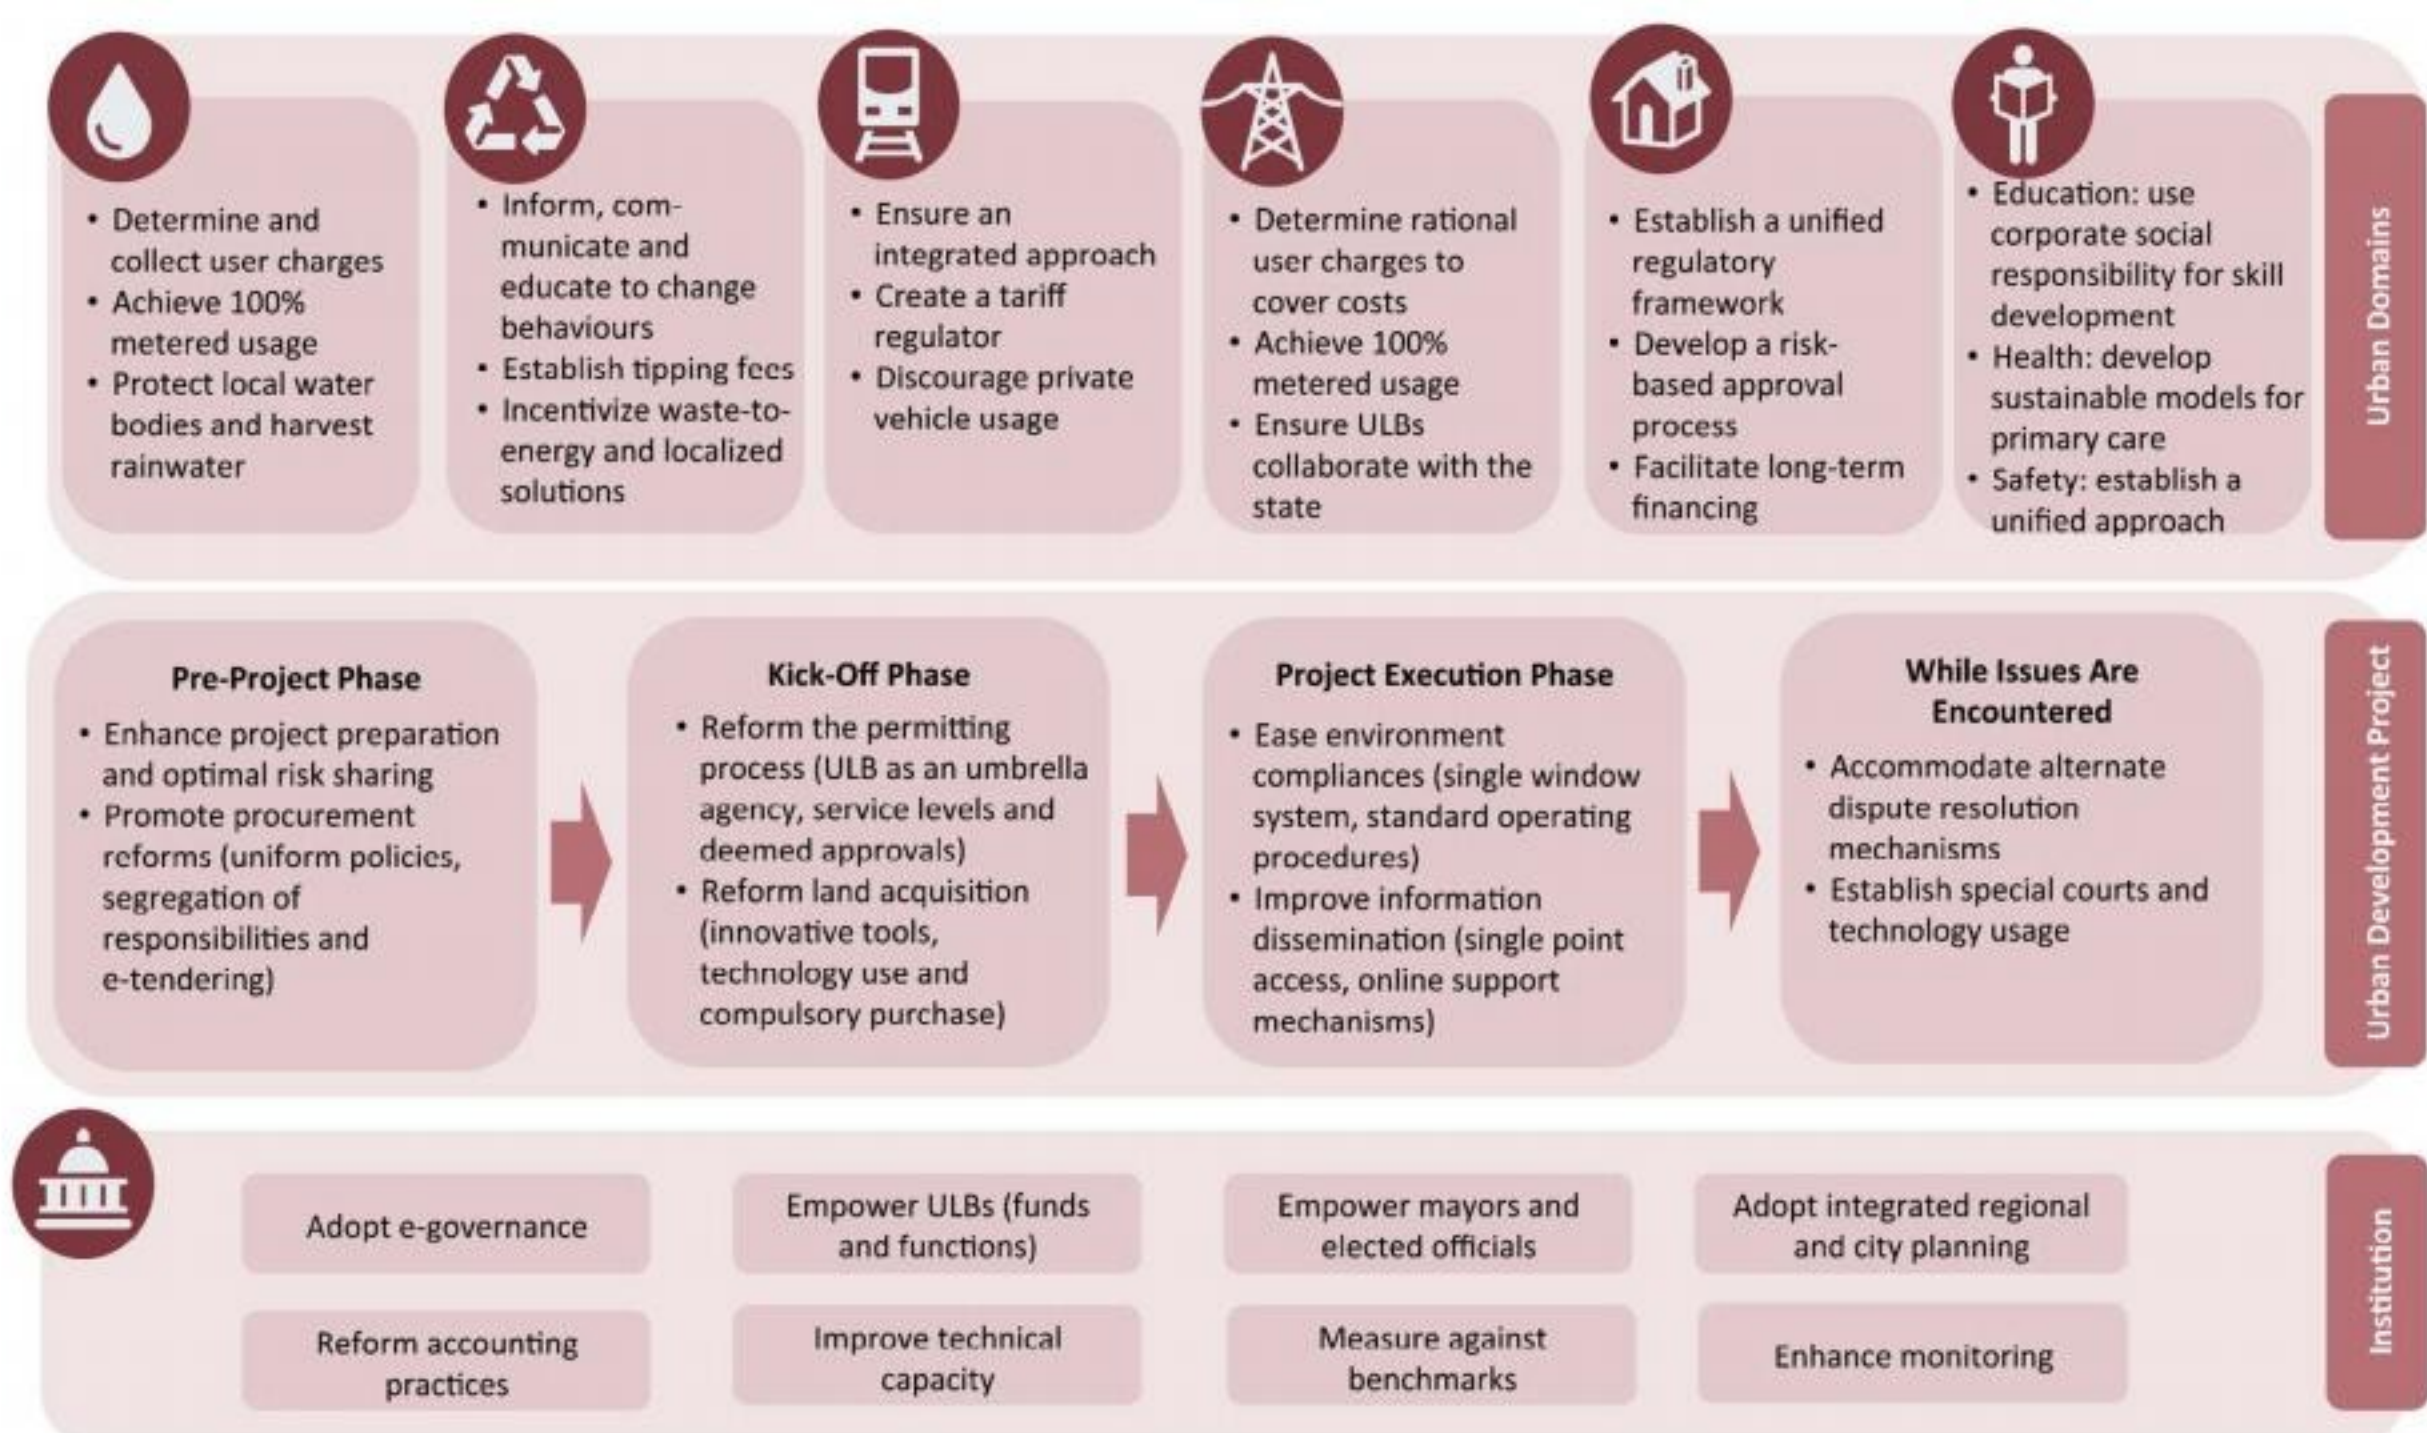 • Determine and
collect user charges
• Achieve 100%
metered usage
• Protect local water
bodies and harvest
rainwater
• Inform, com-
municate and
educate to change
behaviours
• Establish tipping fees
• Incentivize waste-to-
energy and localized
solutions
• Ensure an
integrated approach
• Create a tariff
regulator
• Discourage private
vehicle usage
• Determine rational
user charges to
cover costs
• Achieve 100%
metered usage
• Ensure ULBs
collaborate with the
state
• Establish a unified
regulatory
framework
• Develop a risk-
based approval
process
• Facilitate long-term
financing
• Education: use
corporate social
responsibility for skill
development
• Health: develop
sustainable models for
primary care
• Safety: establish a
unified approach
Urban Domains
Pre-Project Phase
• Enhance project preparation
and optimal risk sharing
• Promote procurement
reforms (uniform policies,
segregation of
responsibilities and
e-tendering)
Kick-Off Phase
• Reform the permitting
process (ULB as an umbrella
agency, service levels and
deemed approvals)
• Reform land acquisition
(innovative tools,
technology use and
compulsory purchase)
Project Execution Phase
• Ease environment
compliances (single window
system, standard operating
procedures)
• Improve information
dissemination (single point
access, online support
mechanisms)
While Issues Are
Encountered
• Accommodate alternate
dispute resolution
mechanisms
• Establish special courts and
technology usage
Urban Development Project
Adopt e-governance
Empower ULBs (funds
and functions)
Empower mayors and
elected officials
Adopt integrated regional
and city planning
Reform accounting
practices
Improve technical
capacity
Measure against
benchmarks
Enhance monitoring
Institution